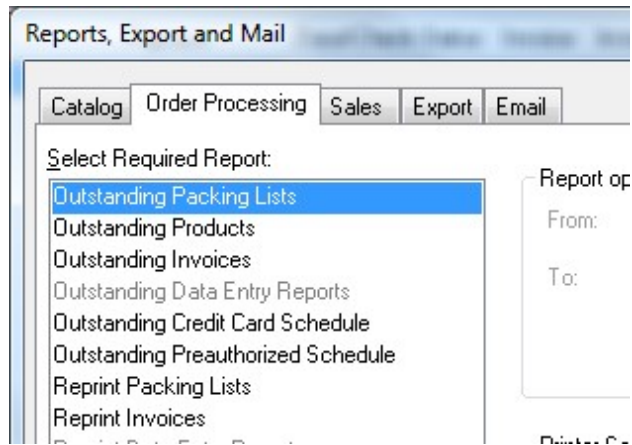 Reports, Export and Mail
Catalog Order Processing Sales Export Email
Select Required Report:
Outstanding Packing Lists
Outstanding Products
Outstanding Invoices
Outstanding Data Entry Reports
Outstanding Credit Card Schedule
Outstanding Preauthorized Schedule
Reprint Packing Lists
Reprint Invoices
Report op
From:
To: